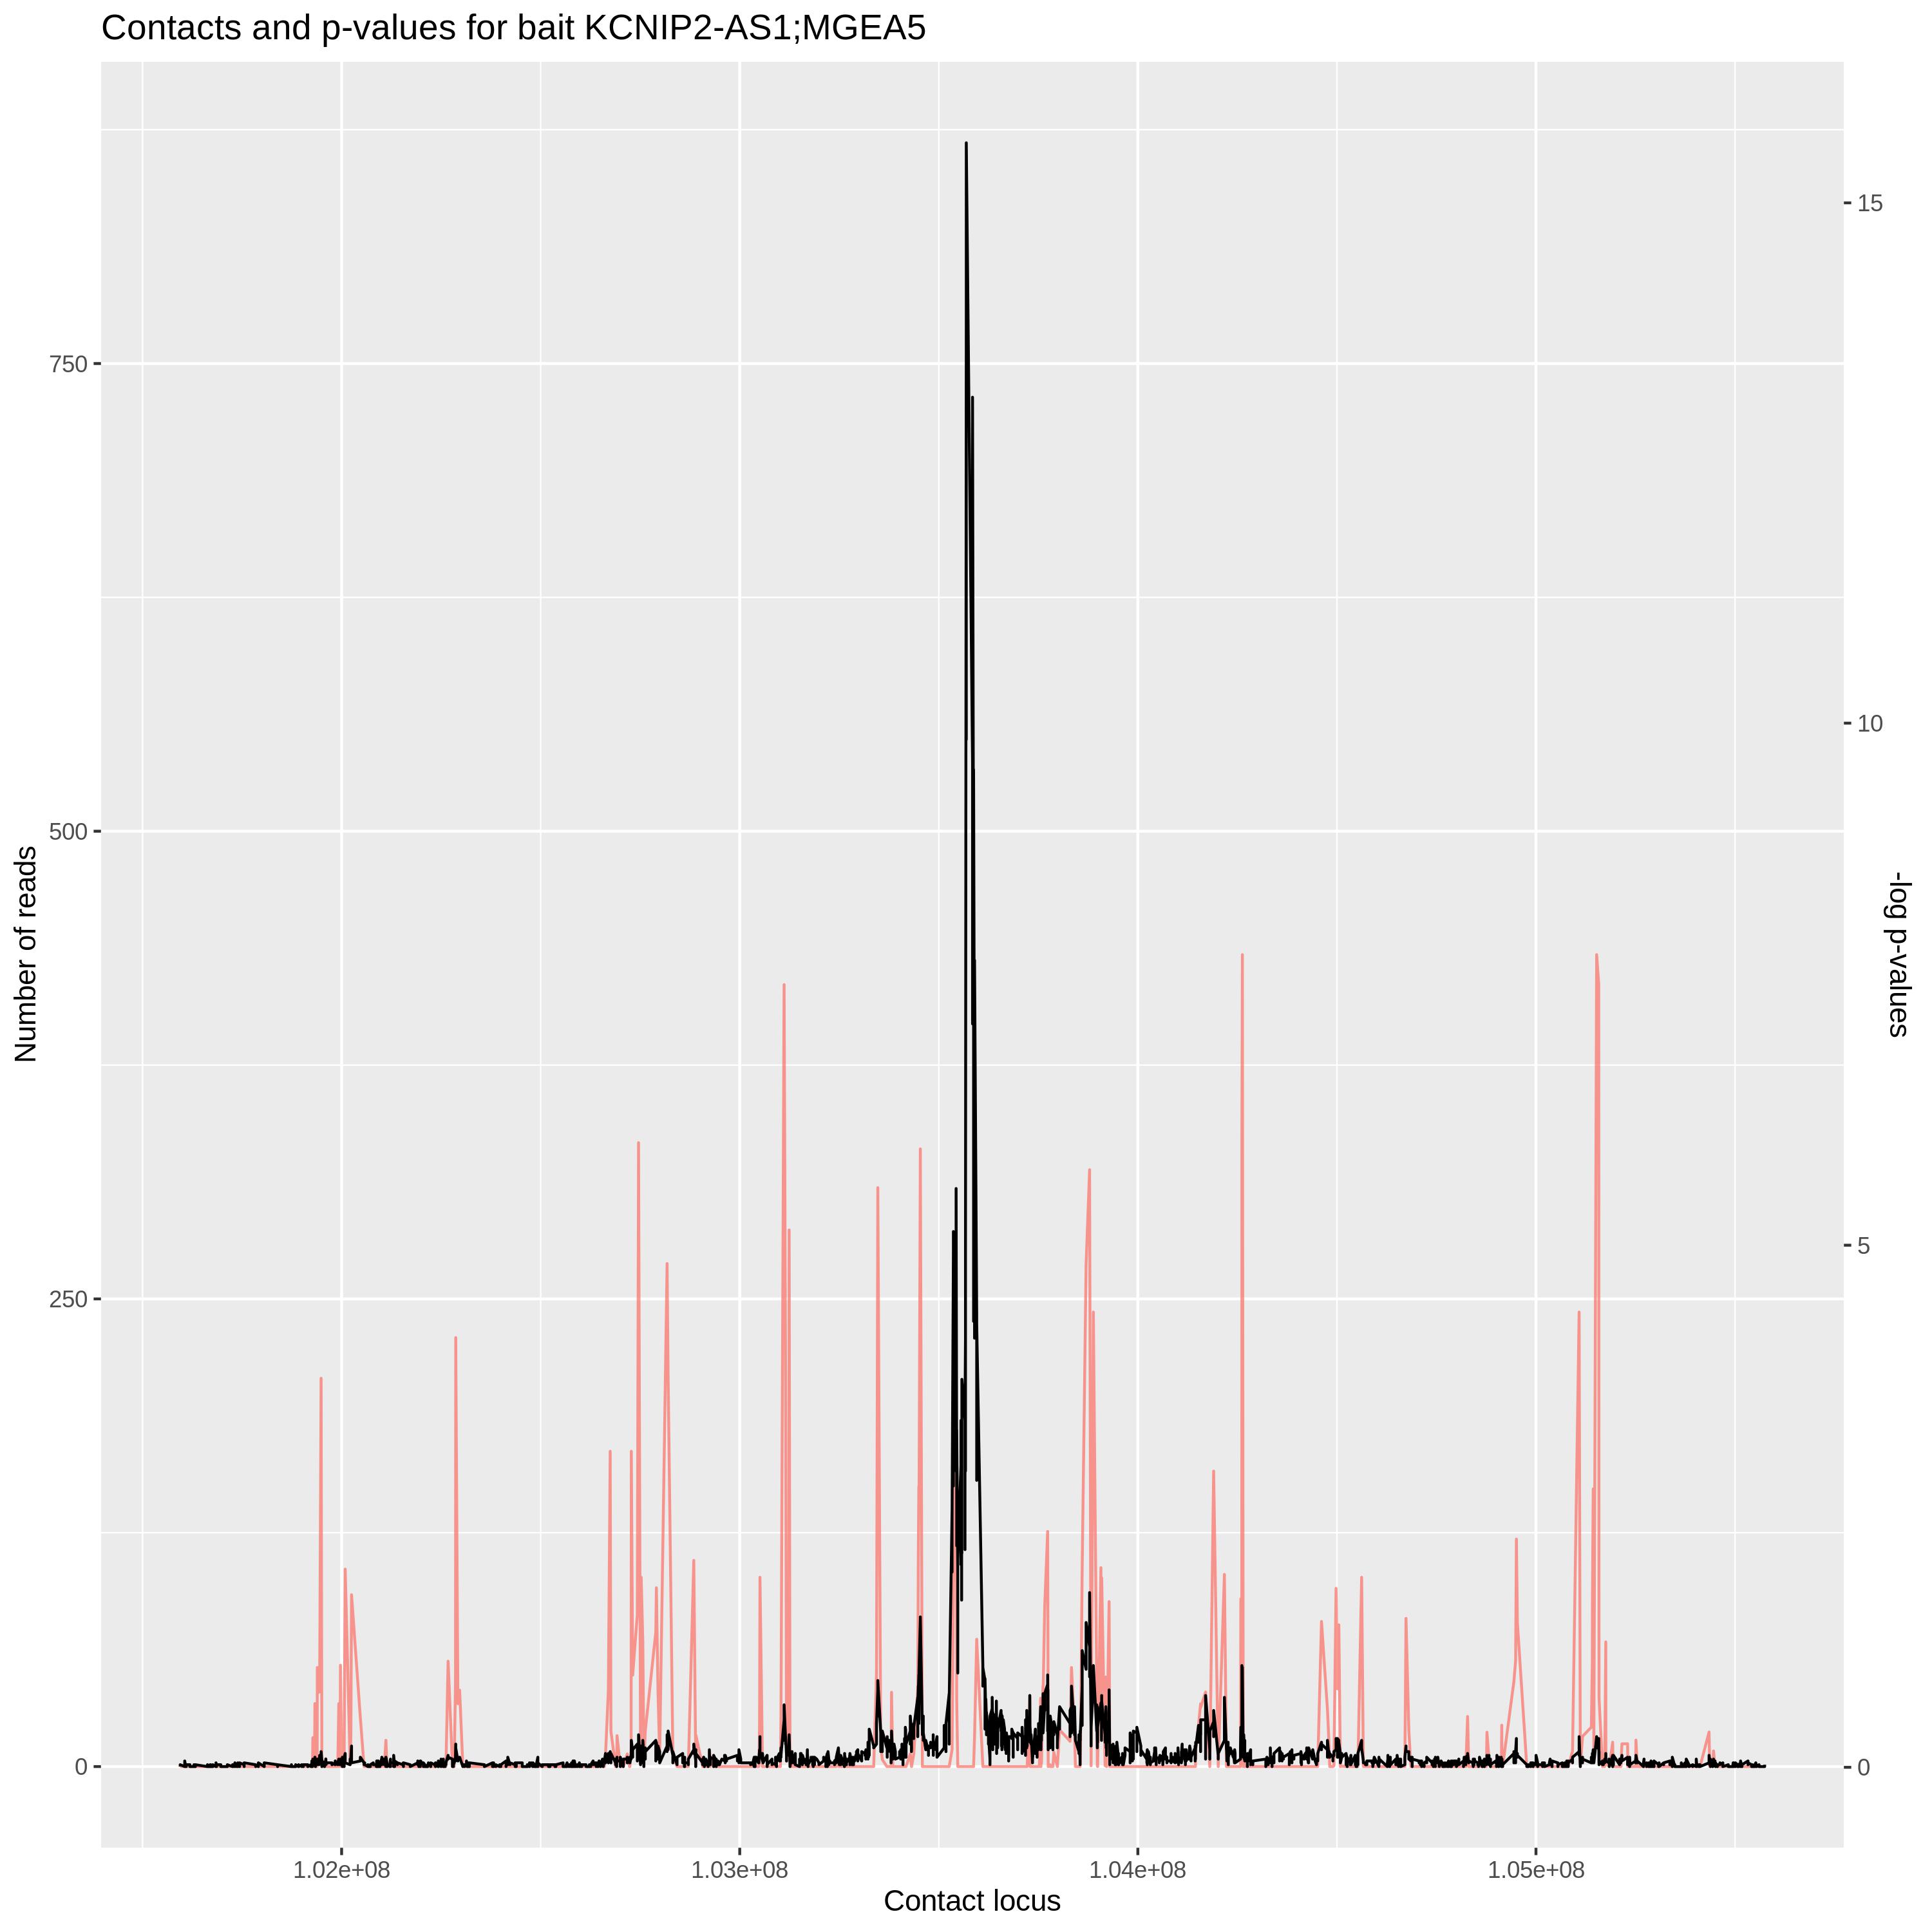 Contacts and p-values for bait KCNIP2-AS1;MGEA5
Number of reads
750
500
250
0
15
10
5
0
-log p-values
1.02e+08 1.03e+08 1.04e+08 1.05e+08
Contact locus